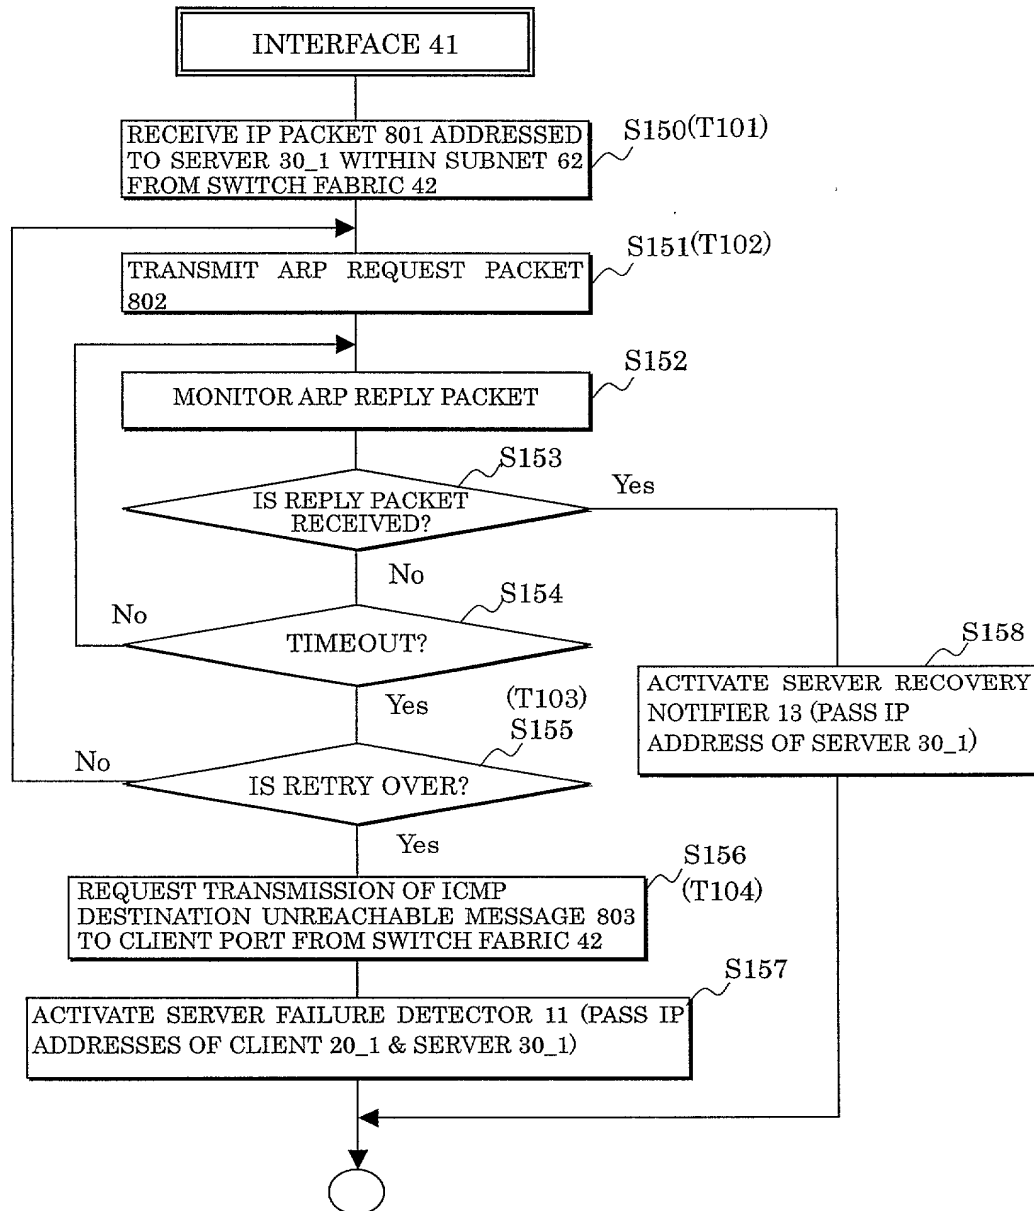 INTERFACE 41
RECEIVE IP PACKET 801 ADDRESSED
TO SERVER 30_1 WITHIN SUBNET 62
FROM SWITCH FABRIC 42
S150(T101)
TRANSMIT ARP REQUEST PACKET
802
S151(T102)
MONITOR ARP REPLY PACKET
S152
IS REPLY PACKET
RECEIVED?
S153
Yes
No
TIMEOUT?
S154
No
Yes
ACTIVATE SERVER RECOVERY
NOTIFIER 13 (PASS IP
ADDRESS OF SERVER 30_1)
S158
IS RETRY OVER?
(T103)
S155
No
Yes
REQUEST TRANSMISSION OF ICMP
DESTINATION UNREACHABLE MESSAGE 803
TO CLIENT PORT FROM SWITCH FABRIC 42
S156
(T104)
ACTIVATE SERVER FAILURE DETECTOR 11 (PASS IP
ADDRESSES OF CLIENT 20_1 & SERVER 30_1)
S157